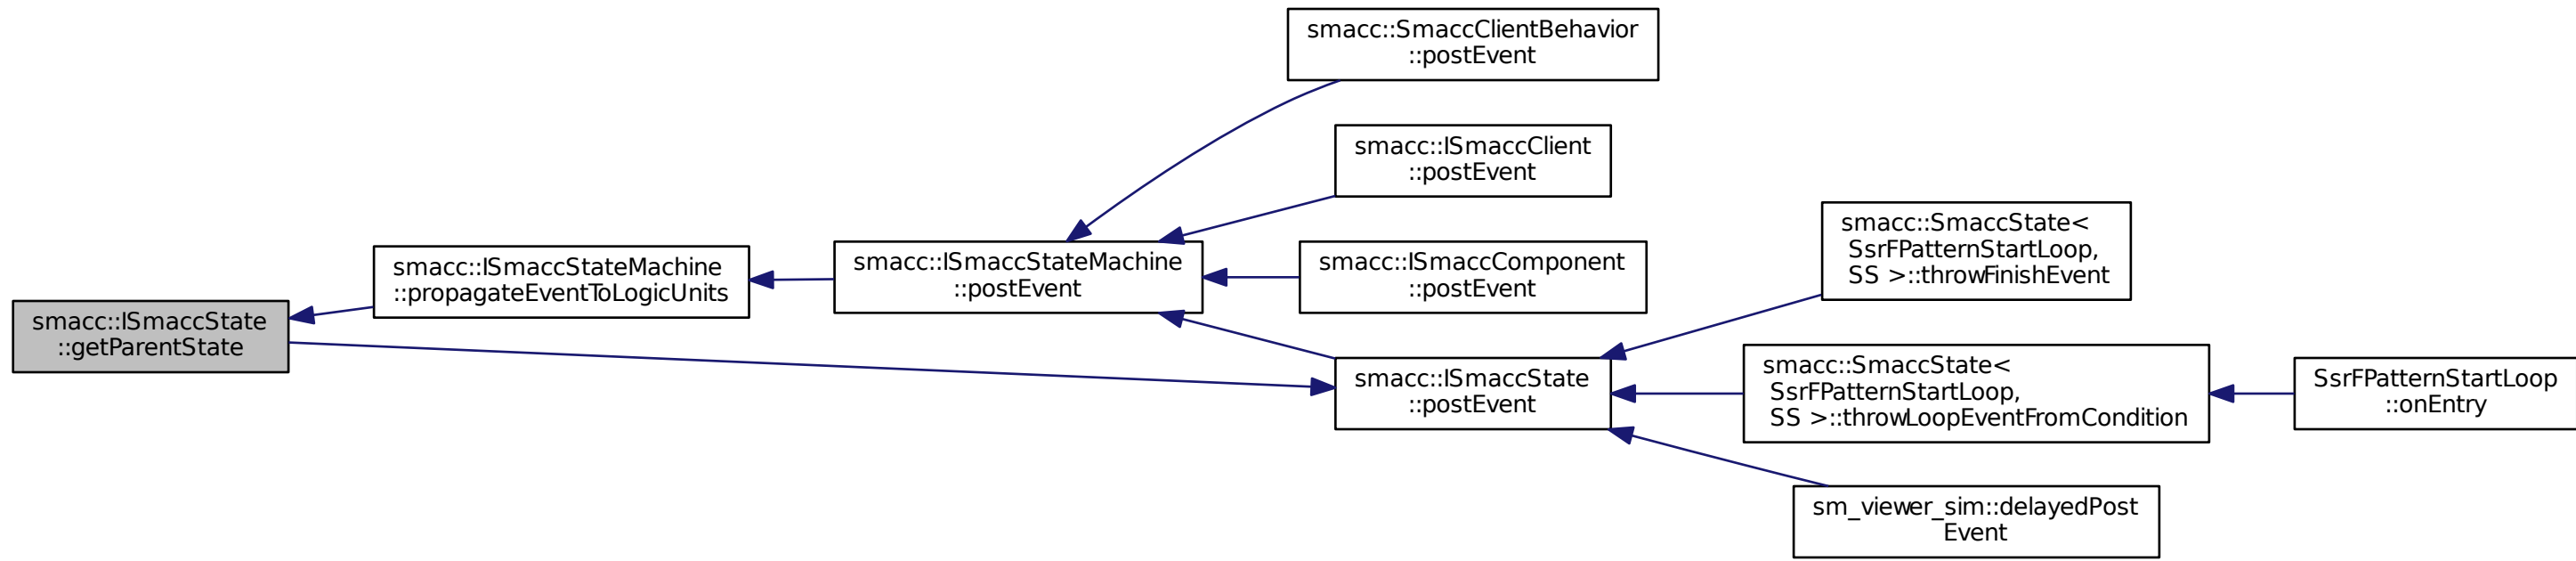 smacc::SmaccClientBehavior
::postEvent
smacc::ISmaccClient
::postEvent
smacc::SmaccState<
SsrFPatternStartLoop,
SS >::throwFinishEvent
smacc::ISmaccStateMachine
::propagateEventToLogicUnits
smacc::ISmaccStateMachine
::postEvent
smacc::ISmaccComponent
::postEvent
smacc::ISmaccState
::getParentState
smacc::ISmaccState
::postEvent
smacc::SmaccState<
SsrFPatternStartLoop,
SS >::throwLoopEventFromCondition
SsrFPatternStartLoop
::onEntry
sm_viewer_sim::delayedPost
Event